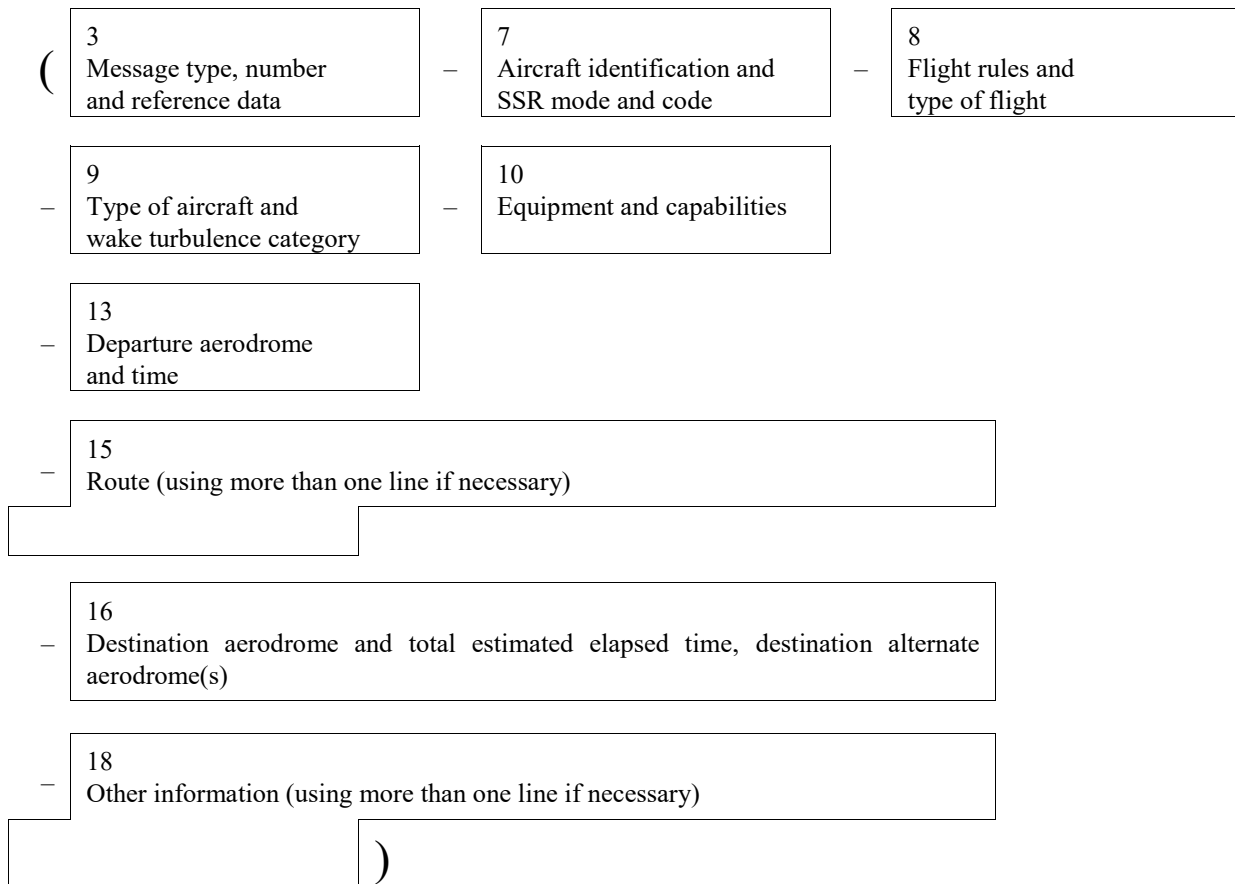 (
3
Message type, number
and reference data
–
7
Aircraft identification and
SSR mode and code
–
8
Flight rules and
type of flight
–
9
Type of aircraft and
wake turbulence category
–
10
Equipment and capabilities
–
13
Departure aerodrome
and time
–
15
Route (using more than one line if necessary)
–
16
Destination aerodrome and total estimated elapsed time, destination alternate
aerodrome(s)
–
18
Other information (using more than one line if necessary)
)